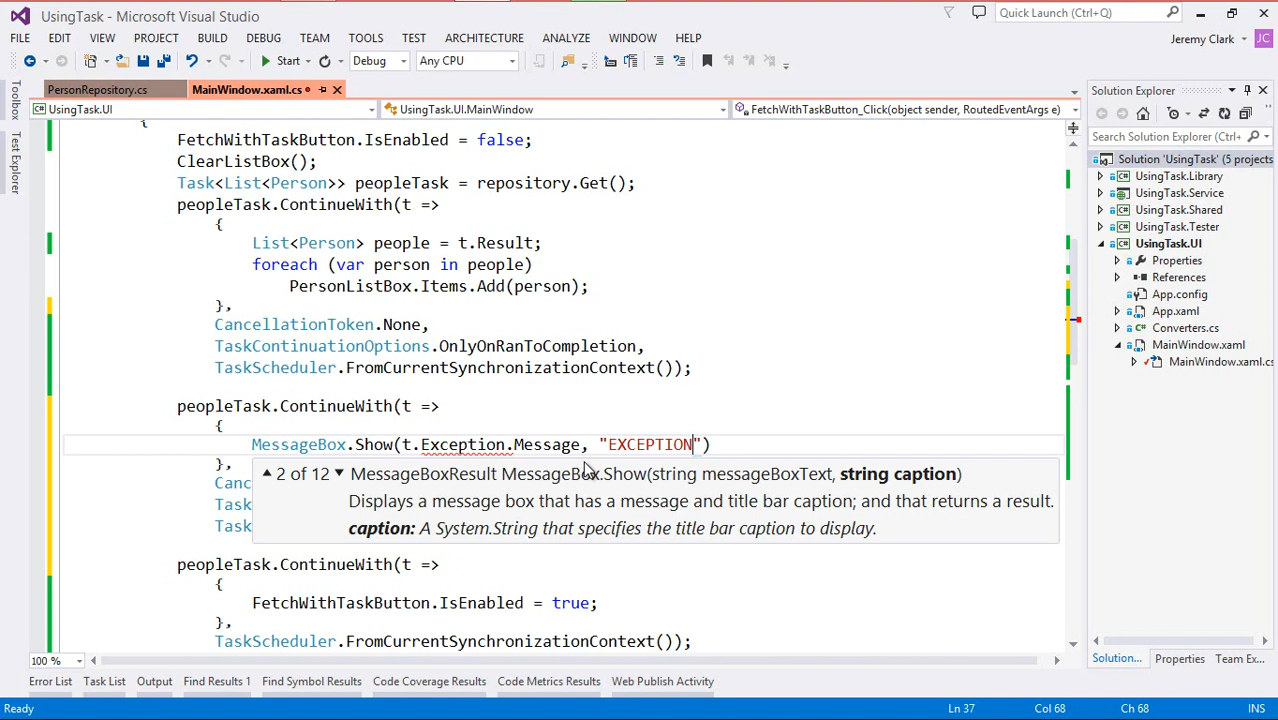 UsingTask - Microsoft Visual Studio
Quick Launch (Ctrl+Q)
FILE EDIT VIEW PROJECT BUILD DEBUG TEAM TOOLS TEST ARCHITECTURE ANALYZE WINDOW HELP
Jeremy Clark JC
Start Debug Any CPU
Toolbox
Test Explorer
PersonRepository.cs MainWindow.xaml.cs
UsingTask.UI UsingTask.UI.MainWindow FetchWithTaskButton_Click(object sender, RoutedEventArgs e)
{
FetchWithTaskButton.IsEnabled = false;
ClearListBox();
Task<List<Person>> peopleTask = repository.Get();
peopleTask.ContinueWith(t =>
{
List<Person> people = t.Result;
foreach (var person in people)
PersonListBox.Items.Add(person);
},
CancellationToken.None,
TaskContinuationOptions.OnlyOnRanToCompletion,
TaskScheduler.FromCurrentSynchronizationContext());
peopleTask.ContinueWith(t =>
{
MessageBox.Show(t.Exception.Message, "EXCEPTION")
},
2 of 12 MessageBoxResult MessageBox.Show(string messageBoxText, string caption)
Displays a message box that has a message and title bar caption; and that returns a result.
caption: A System.String that specifies the title bar caption to display.
Canc
Task
Task
peopleTask.ContinueWith(t =>
{
FetchWithTaskButton.IsEnabled = true;
},
TaskScheduler.FromCurrentSynchronizationContext());
100 %
Solution Explorer
Search Solution Explorer (Ctrl+
Solution 'UsingTask' (5 projects
UsingTask.Library
UsingTask.Service
UsingTask.Shared
UsingTask.Tester
UsingTask.UI
Properties
References
App.config
App.xaml
Converters.cs
MainWindow.xaml
MainWindow.xaml.cs
Solution... Properties Team Ex...
Error List Task List Output Find Results 1 Find Symbol Results Code Coverage Results Code Metrics Results Web Publish Activity
Ready Ln 37 Col 68 Ch 68 INS